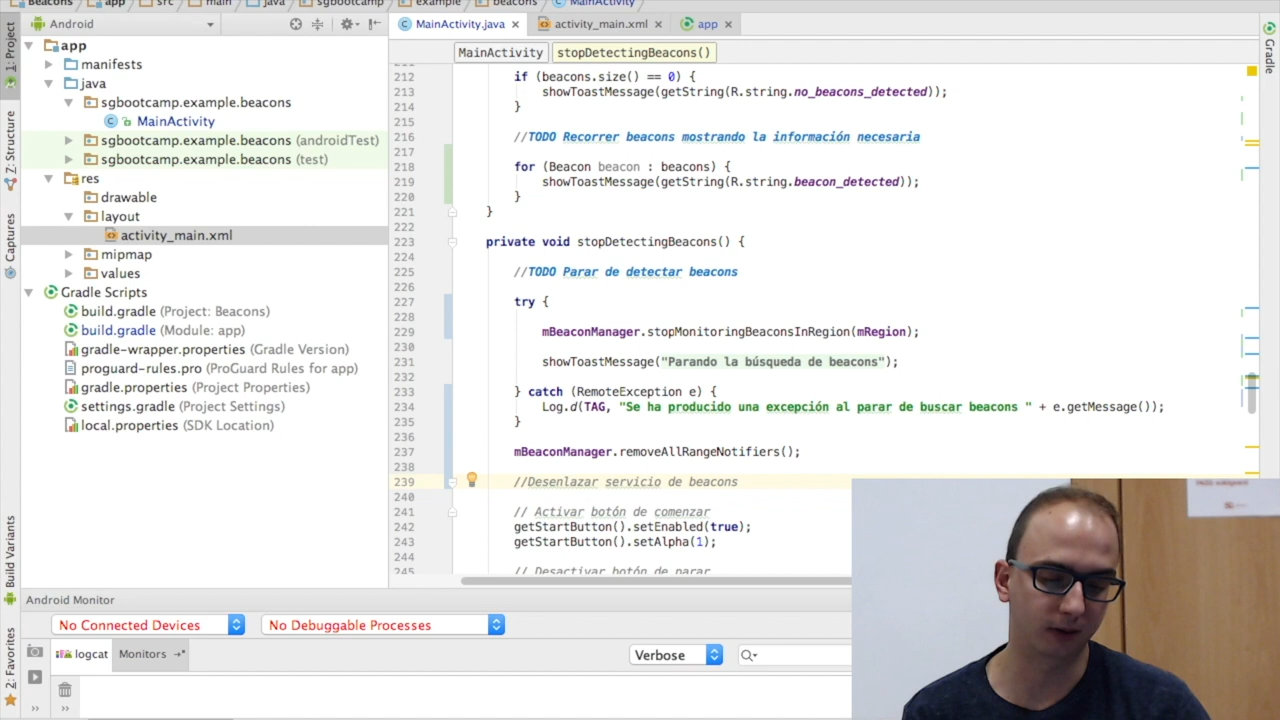 Beacons app src main java sgbootcamp example beacons MainActivity
Android
MainActivity.java activity_main.xml app
1: Project
Z: Structure
Captures
Build Variants
2: Favorites
Gradle
app
manifests
java
sgbootcamp.example.beacons
MainActivity
sgbootcamp.example.beacons (androidTest)
sgbootcamp.example.beacons (test)
res
drawable
layout
activity_main.xml
mipmap
values
Gradle Scripts
build.gradle (Project: Beacons)
build.gradle (Module: app)
gradle-wrapper.properties (Gradle Version)
proguard-rules.pro (ProGuard Rules for app)
gradle.properties (Project Properties)
settings.gradle (Project Settings)
local.properties (SDK Location)
MainActivity stopDetectingBeacons()
212 if (beacons.size() == 0) {
213 showToastMessage(getString(R.string.no_beacons_detected));
214 }
215
216 //TODO Recorrer beacons mostrando la información necesaria
217
218 for (Beacon beacon : beacons) {
219 showToastMessage(getString(R.string.beacon_detected));
220 }
221 }
222
223 private void stopDetectingBeacons() {
224
225 //TODO Parar de detectar beacons
226
227 try {
228
229 mBeaconManager.stopMonitoringBeaconsInRegion(mRegion);
230
231 showToastMessage("Parando la búsqueda de beacons");
232
233 } catch (RemoteException e) {
234 Log.d(TAG, "Se ha producido una excepción al parar de buscar beacons " + e.getMessage());
235 }
236
237 mBeaconManager.removeAllRangeNotifiers();
238
239 //Desenlazar servicio de beacons
240
241 // Activar botón de comenzar
242 getStartButton().setEnabled(true);
243 getStartButton().setAlpha(1);
244
245 // Desactivar botón de parar
Android Monitor
No Connected Devices No Debuggable Processes
logcat Monitors Verbose